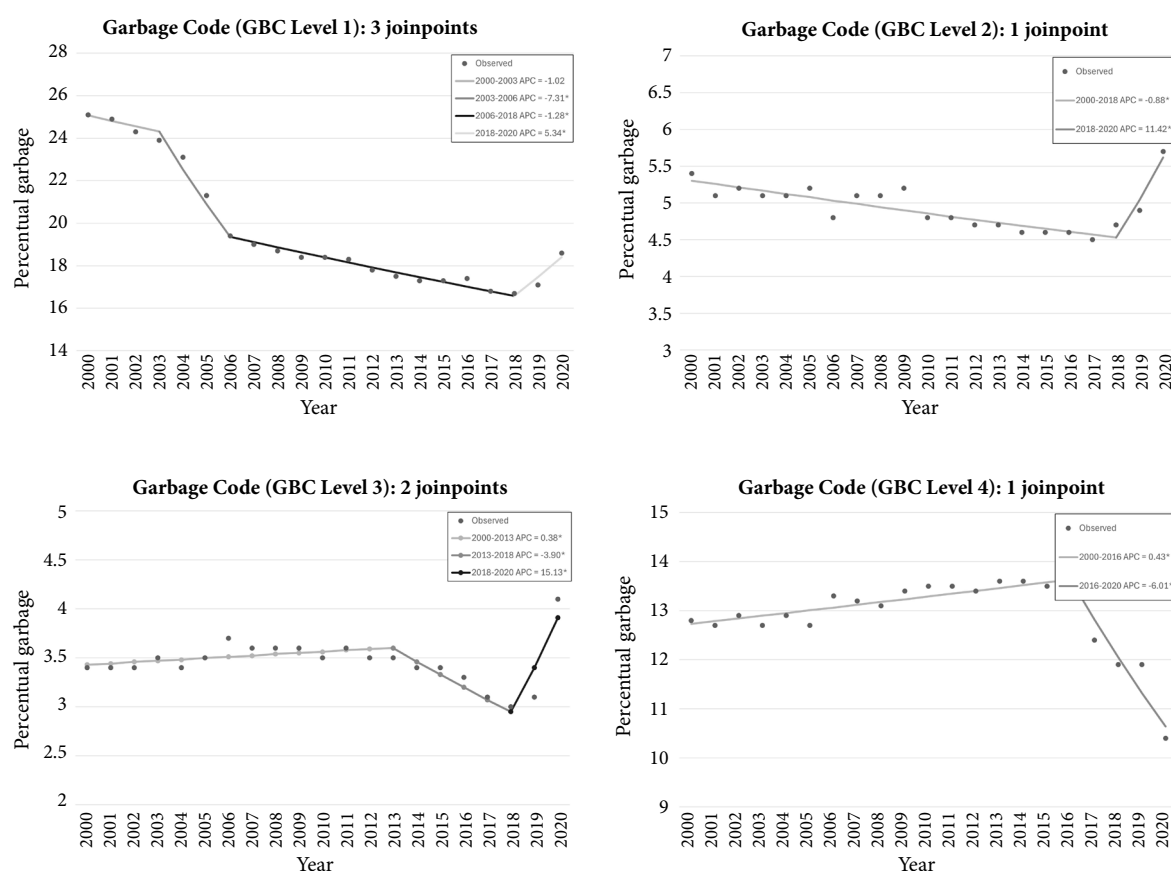 Garbage Code (GBC Level 1): 3 joinpoints
28
26
24
22
20
18
16
14
Percentual garbage
Observed
2000-2003 APC = -1.02
2003-2006 APC = -7.31*
2006-2018 APC = -1.28*
2018-2020 APC = 5.34*
2000 2001 2002 2003 2004 2005 2006 2007 2008 2009 2010 2011 2012 2013 2014 2015 2016 2017 2018 2019 2020
Year
Garbage Code (GBC Level 2): 1 joinpoint
7
6.5
6
5.5
5
4.5
4
3.5
3
Percentual garbage
Observed
2000-2018 APC = -0.88*
2018-2020 APC = 11.42*
2000 2001 2002 2003 2004 2005 2006 2007 2008 2009 2010 2011 2012 2013 2014 2015 2016 2017 2018 2019 2020
Year
Garbage Code (GBC Level 3): 2 joinpoints
5
4.5
4
3.5
3
2.5
2
Percentual garbage
Observed
2000-2013 APC = 0.38*
2013-2018 APC = -3.90*
2018-2020 APC = 15.13*
2000 2001 2002 2003 2004 2005 2006 2007 2008 2009 2010 2011 2012 2013 2014 2015 2016 2017 2018 2019 2020
Year
Garbage Code (GBC Level 4): 1 joinpoint
15
14
13
12
11
10
9
Percentual garbage
Observed
2000-2016 APC = 0.43*
2016-2020 APC = -6.01*
2000 2001 2002 2003 2004 2005 2006 2007 2008 2009 2010 2011 2012 2013 2014 2015 2016 2017 2018 2019 2020
Year